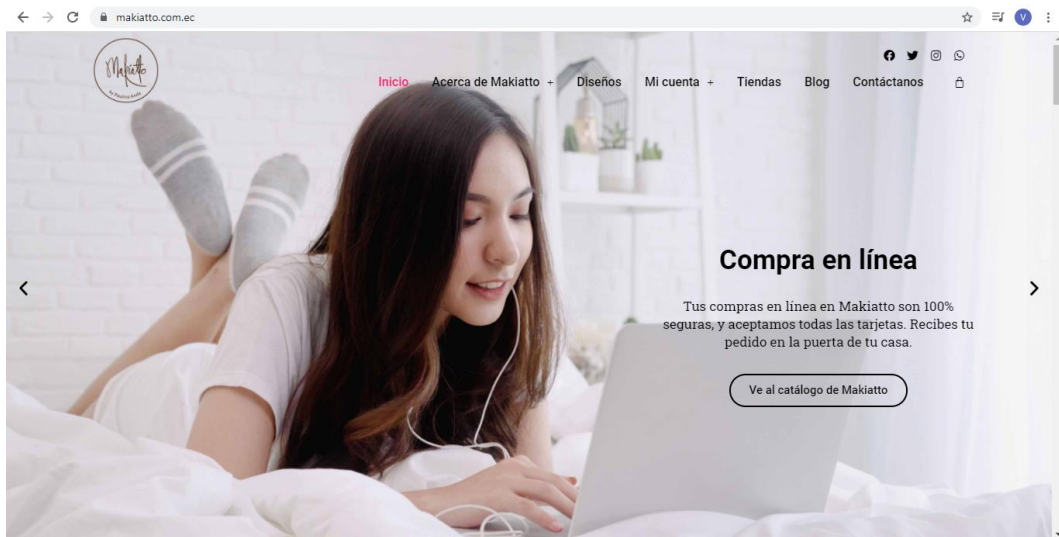 makiatto.com.ec
V
Makiatto
Inicio Acerca de Makiatto + Diseños Mi cuenta + Tiendas Blog Contáctanos
Compra en línea
Tus compras en línea en Makiatto son 100%
seguras, y aceptamos todas las tarjetas. Recibes tu
pedido en la puerta de tu casa.
Ve al catálogo de Makiatto